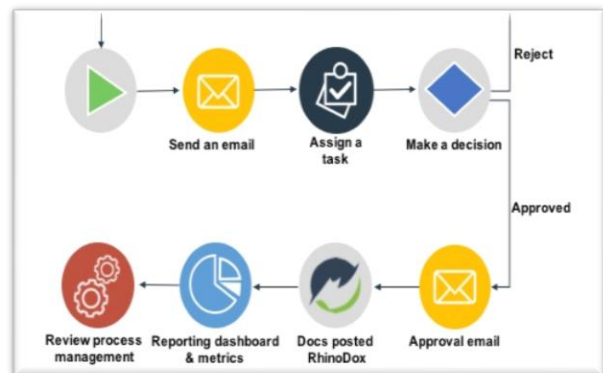 Reject
Send an email
Assign a
task
Make a decision
Approved
Review process
management
Reporting dashboard
& metrics
Docs posted
RhinoDox
Approval email